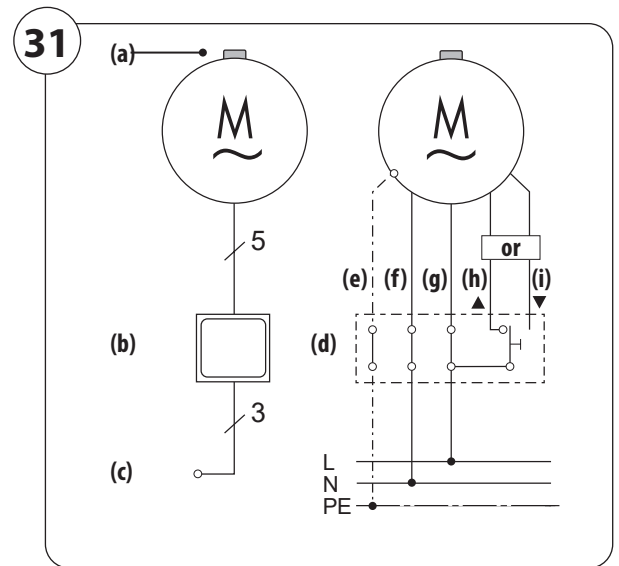 31
(a)
M
M
5
or
(e) (f) (g) (h) (i)
▲ ▼
(b)
(d)
3
(c)
L
N
PE